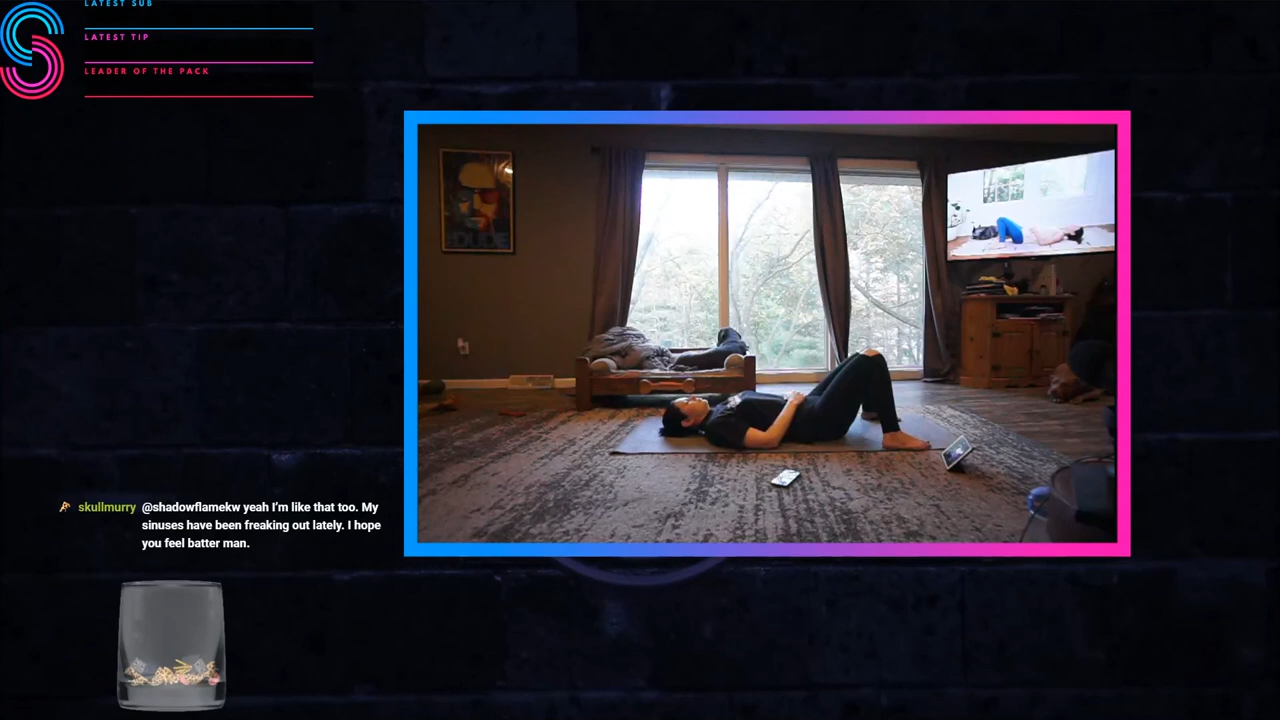 LATEST SUB
LATEST TIP
LEADER OF THE PACK
DUDE
skullmurry @shadowflamekw yeah I'm like that too. My
sinuses have been freaking out lately. I hope
you feel batter man.